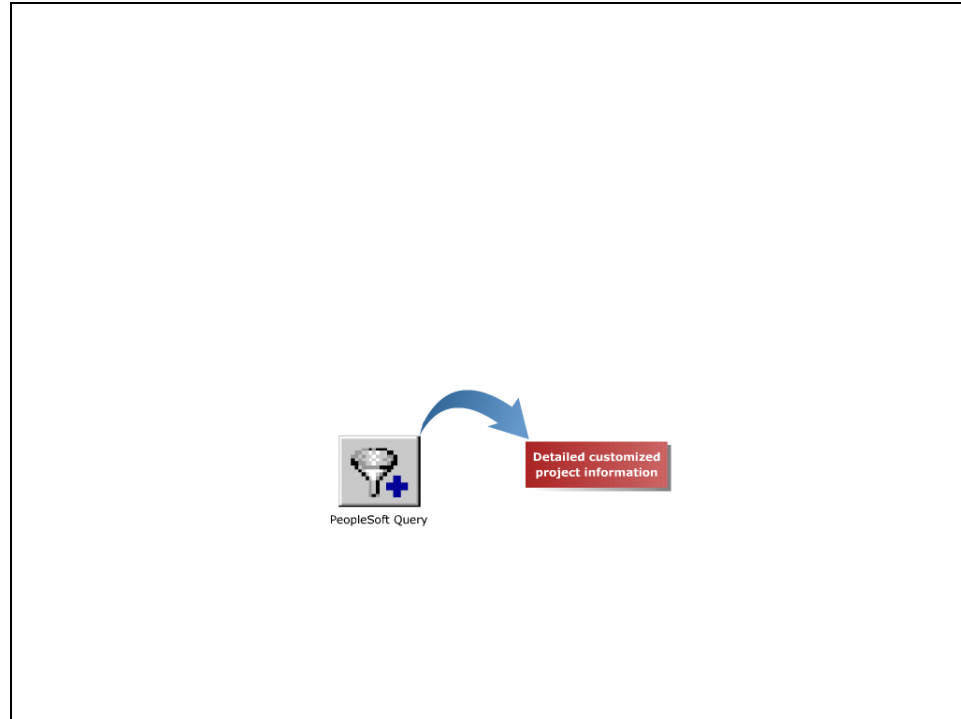 Detailed customized
project information
PeopleSoft Query